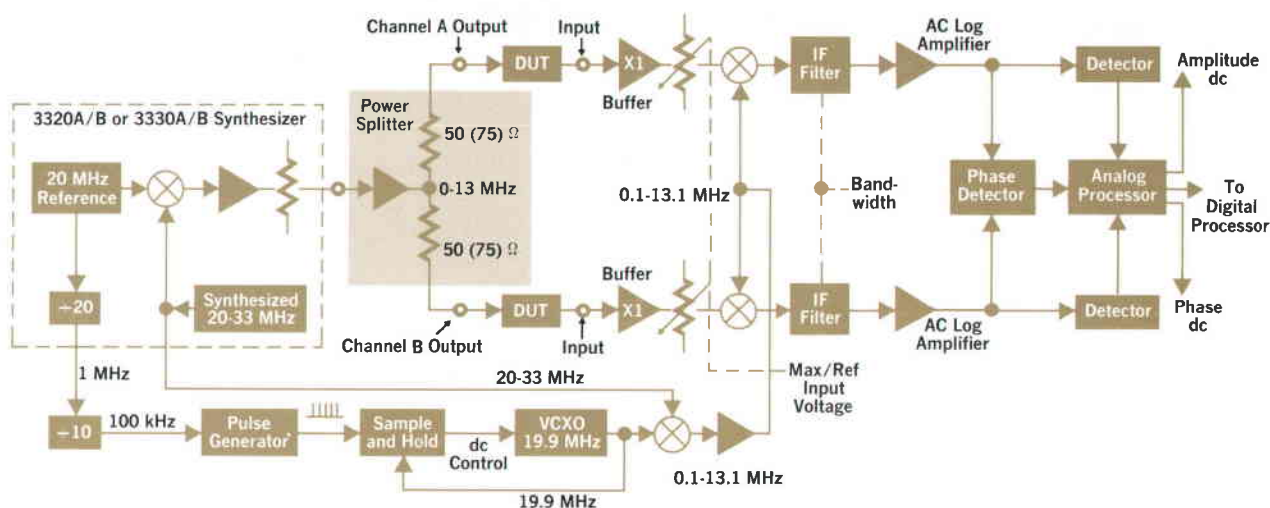 Channel A Output
Input
AC Log
Amplifier
DUT
X1
IF
Filter
Detector
Amplitude
dc
Buffer
3320A/B or 3330A/B Synthesizer
Power
Splitter
50 (75) Ω
20 MHz
Reference
0-13 MHz
0.1-13.1 MHz
Band-
width
Phase
Detector
Analog
Processor
To
Digital
Processor
50 (75) Ω
÷20
Synthesized
20-33 MHz
Buffer
DUT
X1
IF
Filter
Detector
Channel B Output
Input
AC Log
Amplifier
Phase
dc
1 MHz
20-33 MHz
Max/Ref
Input
Voltage
÷10
100 kHz
Pulse
Generator
Sample
and Hold
dc
Control
VCXO
19.9 MHz
0.1-13.1 MHz
19.9 MHz